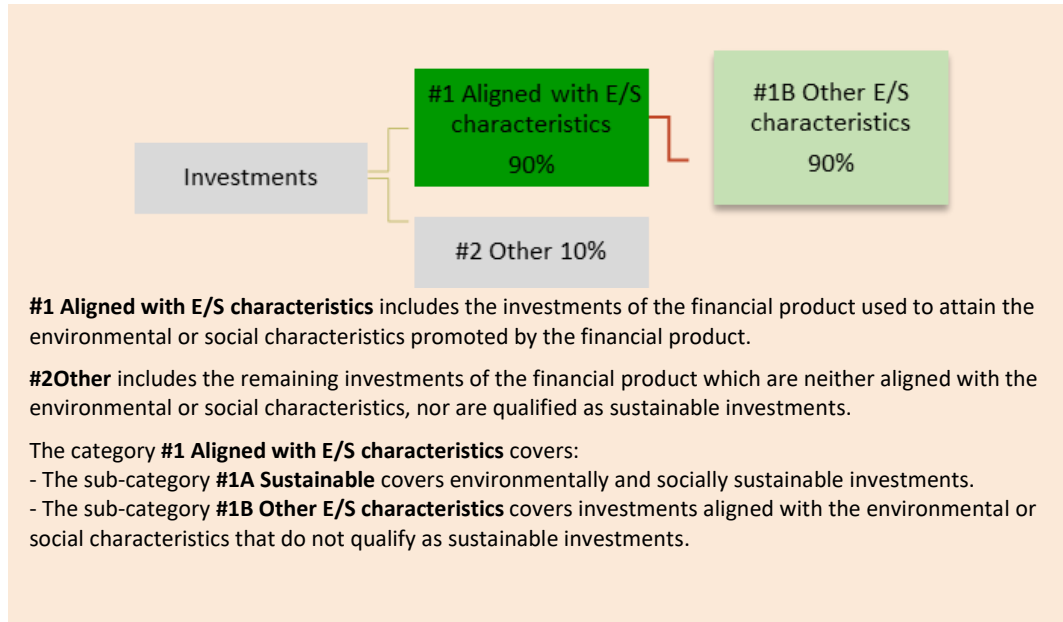 #1 Aligned with E/S
characteristics
90%
#1B Other E/S
characteristics
90%
Investments
#2 Other 10%
#1 Aligned with E/S characteristics includes the investments of the financial product used to attain the
environmental or social characteristics promoted by the financial product.
#2Other includes the remaining investments of the financial product which are neither aligned with the
environmental or social characteristics, nor are qualified as sustainable investments.
The category #1 Aligned with E/S characteristics covers:
- The sub-category #1A Sustainable covers environmentally and socially sustainable investments.
- The sub-category #1B Other E/S characteristics covers investments aligned with the environmental or
social characteristics that do not qualify as sustainable investments.